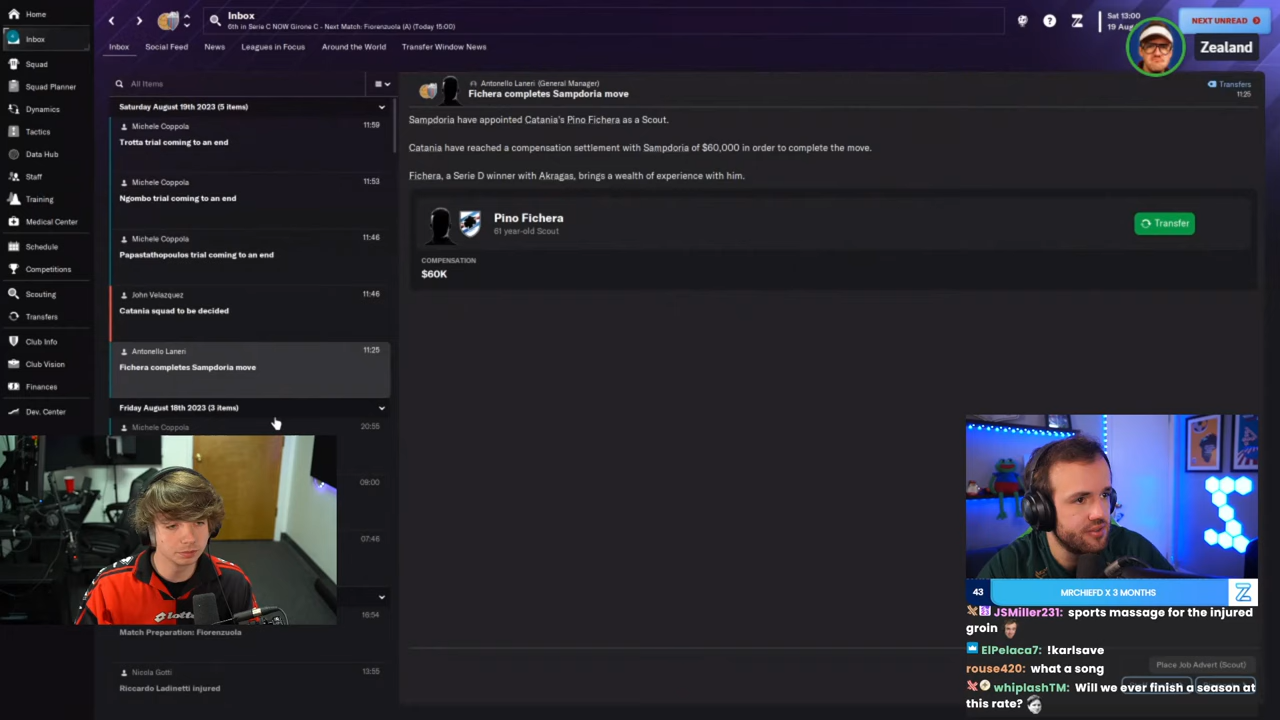 Home
Inbox
Squad
Squad Planner
Dynamics
Tactics
Data Hub
Staff
Training
Medical Center
Schedule
Competitions
Scouting
Transfers
Club Info
Club Vision
Finances
Dev. Center
Inbox
6th in Serie C NOW Girone C - Next Match: Fiorenzuola (A) (Today 15:00)
Sat 13:00
19 Aug
NEXT UNREAD
Zealand
Inbox
Social Feed
News
Leagues in Focus
Around the World
Transfer Window News
All Items
Saturday August 19th 2023 (5 items)
Michele Coppola 11:59
Trotta trial coming to an end
Michele Coppola 11:53
Ngombo trial coming to an end
Michele Coppola 11:46
Papastathopoulos trial coming to an end
John Velazquez 11:46
Catania squad to be decided
Antonello Laneri 11:25
Fichera completes Sampdoria move
Friday August 18th 2023 (3 items)
Michele Coppola 20:55
09:00
07:46
16:54
Match Preparation: Fiorenzuola
Nicola Gotti 13:55
Riccardo Ladinetti injured
Antonello Laneri (General Manager)
Fichera completes Sampdoria move
Transfers
11:25
Sampdoria have appointed Catania's Pino Fichera as a Scout.
Catania have reached a compensation settlement with Sampdoria of $60,000 in order to complete the move.
Fichera, a Serie D winner with Akragas, brings a wealth of experience with him.
Pino Fichera
61 year-old Scout
Transfer
COMPENSATION
$60K
lotto
43
MRCHIEFD X 3 MONTHS
Z
JSMiller231: sports massage for the injured
groin
ElPelaca7: !karlsave
rouse420: what a song
whiplashTM: Will we ever finish a season at
this rate?
Place Job Advert (Scout)